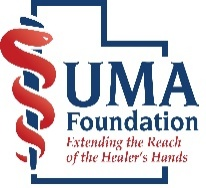 UMA
Foundation
Extending the Reach
of the Healer's Hands